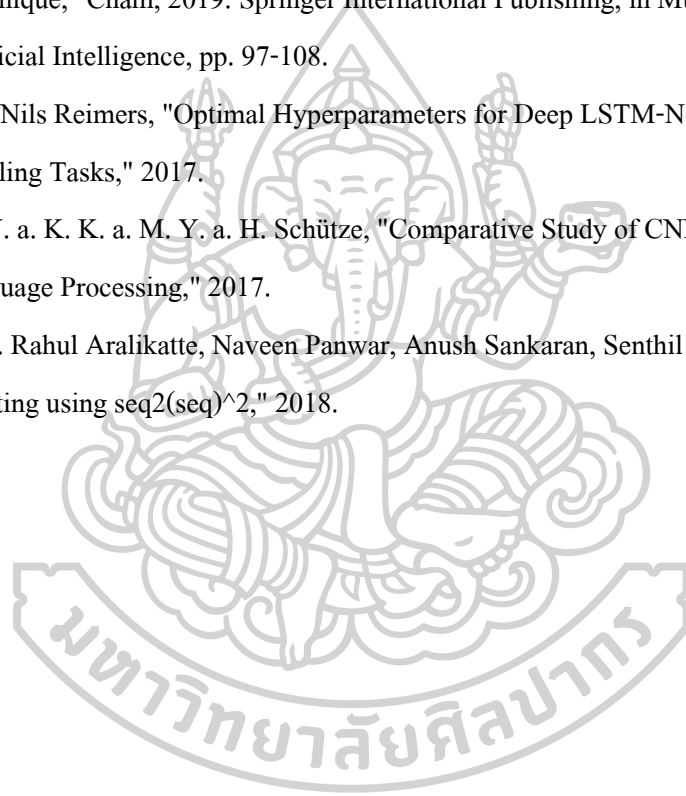 nique," Cham, 2019: Springer International Publishing, in Mu
icial Intelligence, pp. 97-108.
Nils Reimers, "Optimal Hyperparameters for Deep LSTM-N
ling Tasks," 2017.
. a. K. K. a. M. Y. a. H. Schütze, "Comparative Study of CN
uage Processing," 2017.
. Rahul Aralikatte, Naveen Panwar, Anush Sankaran, Senthil
ting using seq2(seq)^2," 2018.
มหาวิทยาลัยศิลปากร